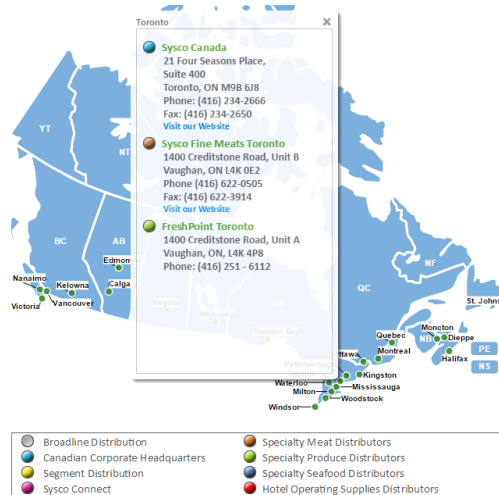 Toronto
Sysco Canada
21 Four Seasons Place,
Suite 400
Toronto, ON M9B 6J8
Phone: (416) 234-2666
Fax: (416) 234-2650
Visit our Website
Sysco Fine Meats Toronto
1400 Creditstone Road, Unit B
Vaughan, ON L4K 0E2
Phone (416) 622-0505
Fax: (416) 622-3914
Visit our Website
FreshPoint Toronto
1400 Creditstone Road, Unit A
Vaughan, ON, L4K 4P8
Phone: (416) 251 - 6112
YT
NT
BC
AB
Edmont
Nanaimo
Kelowna
Calga
Victoria
Vancouver
Regina
Winnipeg
Thunder Bay
QC
NF
St. Johns
Quebec
Moncton
Dieppe
NB
PE
Halifax
NS
Ottawa
Montreal
Peterborough
Kingston
Waterloo
Mississauga
Milton
Woodstock
Windsor
Broadline Distribution
Canadian Corporate Headquarters
Segment Distribution
Sysco Connect
Specialty Meat Distributors
Specialty Produce Distributors
Specialty Seafood Distributors
Hotel Operating Supplies Distributors